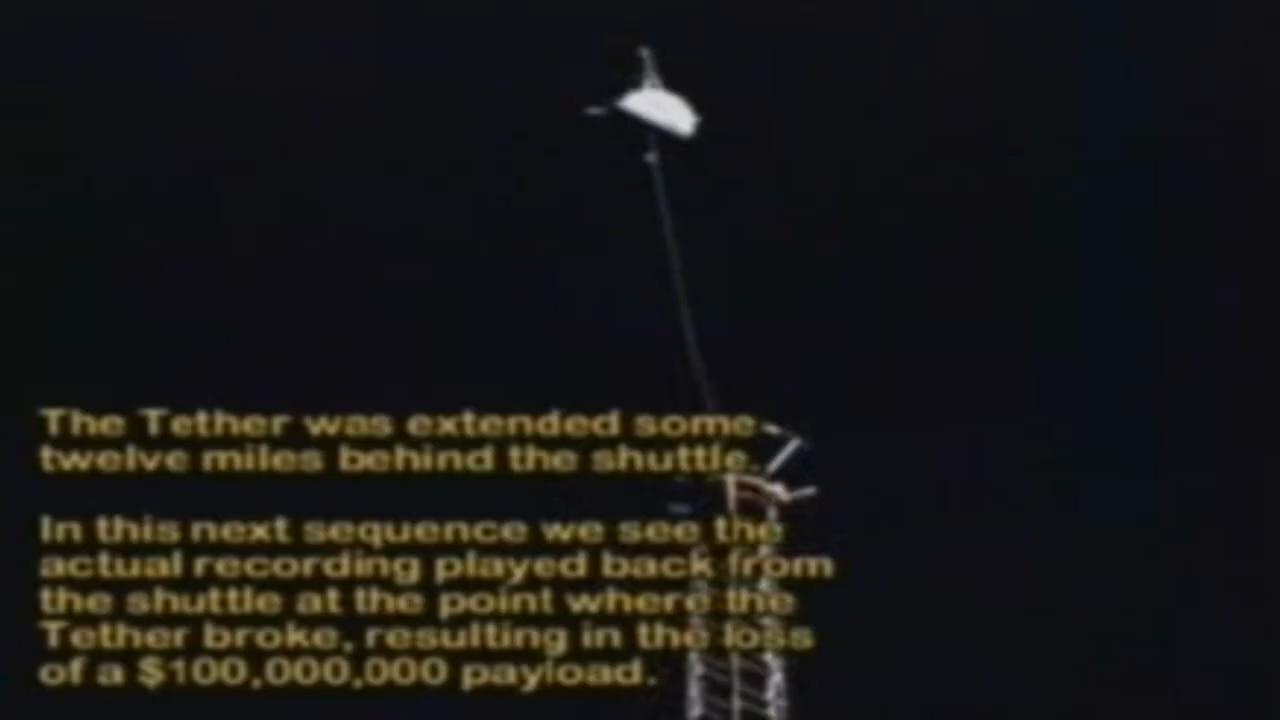 The Tether was extended some
twelve miles behind the shuttle.
In this next sequence we see the
actual recording played back from
the shuttle at the point where the
Tether broke, resulting in the loss
of a $100,000,000 payload.